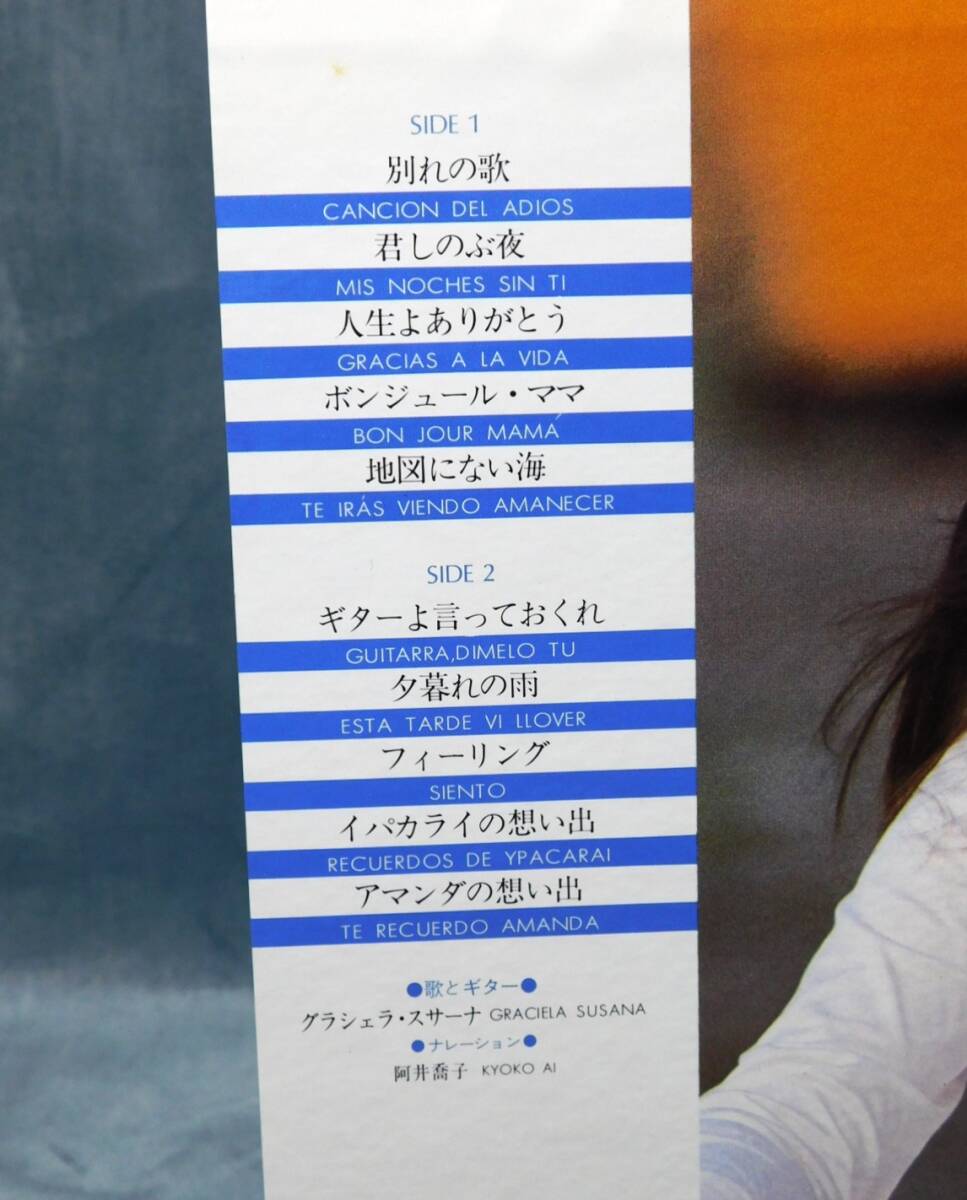 SIDE 1
別れの歌
CANCION DEL ADIOS
君しのぶ夜
MIS NOCHES SIN TI
人生よありがとう
GRACIAS A LA VIDA
ボンジュール・ママ
BON JOUR MAMÁ
地図にない海
TE IRÁS VIENDO AMANECER
SIDE 2
ギターよ言っておくれ
GUITARRA,DIMELO TU
夕暮れの雨
ESTA TARDE VI LLOVER
フィーリング
SIENTO
イパカライの想い出
RECUERDOS DE YPACARAI
アマンダの想い出
TE RECUERDO AMANDA
●歌とギター●
グラシェラ・スサーナ GRACIELA SUSANA
●ナレーション●
阿井喬子 KYOKO AI